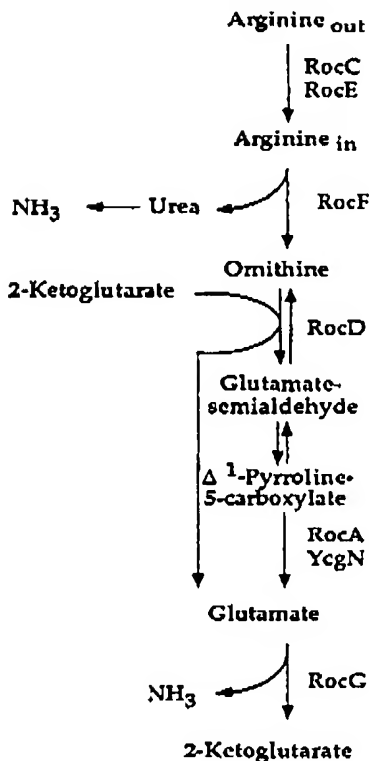 Arginine out
RocC
RocE
Arginine in
NH3
Urea
RocF
Ornithine
2-Ketoglutarate
RocD
Glutamate-
semialdehyde
Δ 1-Pyrroline-
5-carboxylate
RocA
YcgN
Glutamate
NH3
RocG
2-Ketoglutarate